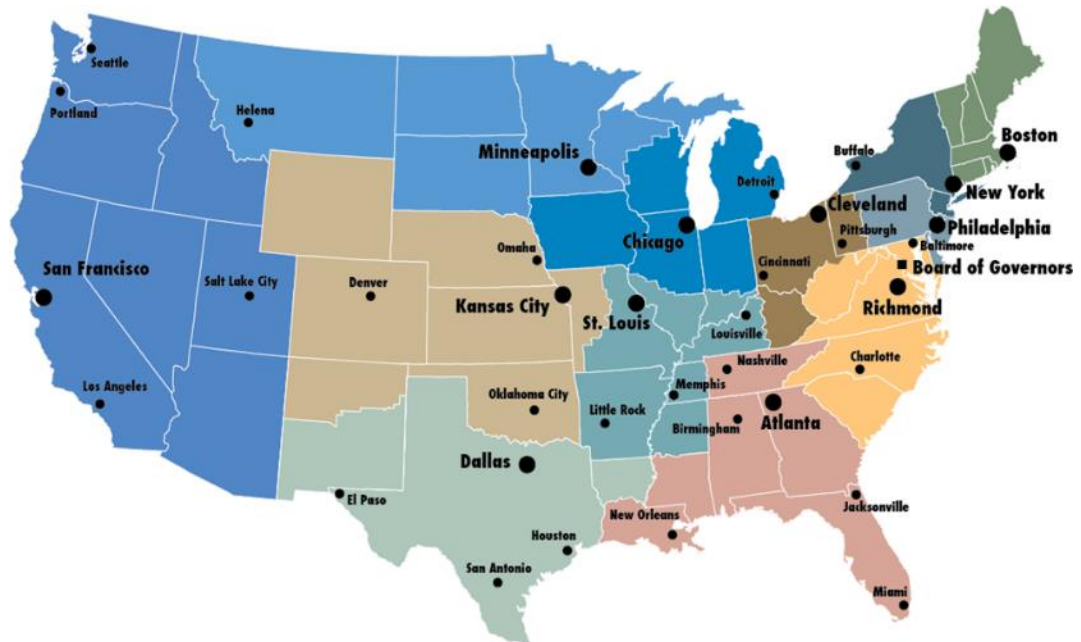 Seattle
Portland
Helena
Minneapolis
Buffalo
Boston
New York
Detroit
Cleveland
Philadelphia
Pittsburgh
Baltimore
Chicago
Omaha
Board of Governors
San Francisco
Salt Lake City
Denver
Cincinnati
Kansas City
Richmond
St. Louis
Louisville
Nashville
Charlotte
Los Angeles
Memphis
Oklahoma City
Little Rock
Atlanta
Birmingham
Dallas
El Paso
Jacksonville
New Orleans
Houston
San Antonio
Miami